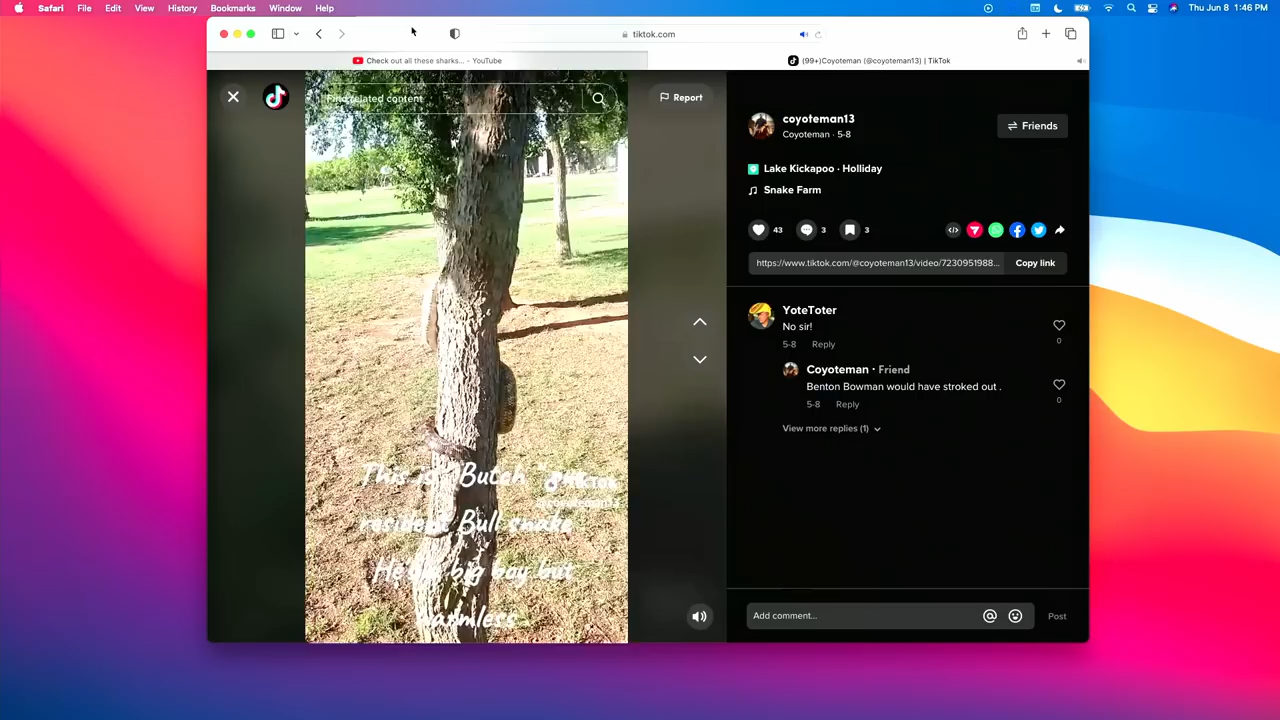 Safari File Edit View History Bookmarks Window Help
Thu Jun 8 1:46 PM
tiktok.com
Check out all these sharks... - YouTube
(99+)Coyoteman (@coyoteman13) | TikTok
Find related content
Report
coyoteman13
Coyoteman · 5-8
Friends
Lake Kickapoo · Holliday
Snake Farm
43
3
3
https://www.tiktok.com/@coyoteman13/video/7230951988...
Copy link
YoteToter
No sir!
5-8 Reply
0
Coyoteman · Friend
Benton Bowman would have stroked out .
5-8 Reply
0
View more replies (1)
This is "Butch"
TikTok
@coyoteman13
resident Bull snake
big boy but
harmless
Add comment...
Post